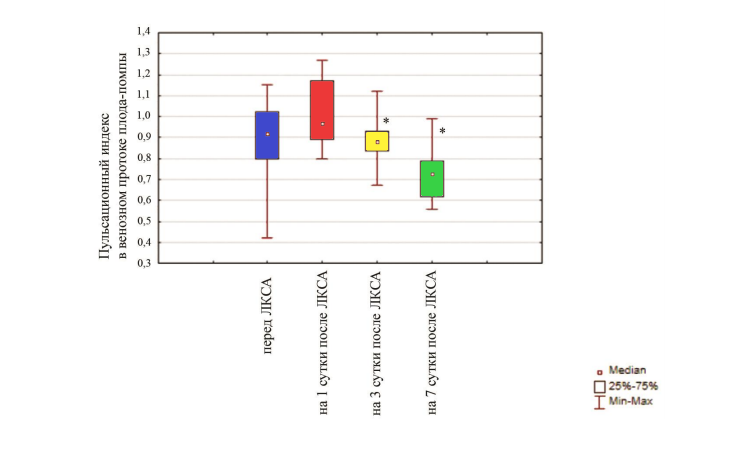 Пульсационный индекс
в венозном протоке плода-помпы
1,4
1,3
1,2
1,1
1,0
0,9
0,8
0,7
0,6
0,5
0,4
0,3
*
*
перед ЛКСА
на 1 сутки после ЛКСА
на 3 сутки после ЛКСА
на 7 сутки после ЛКСА
Median
25%-75%
Min-Max